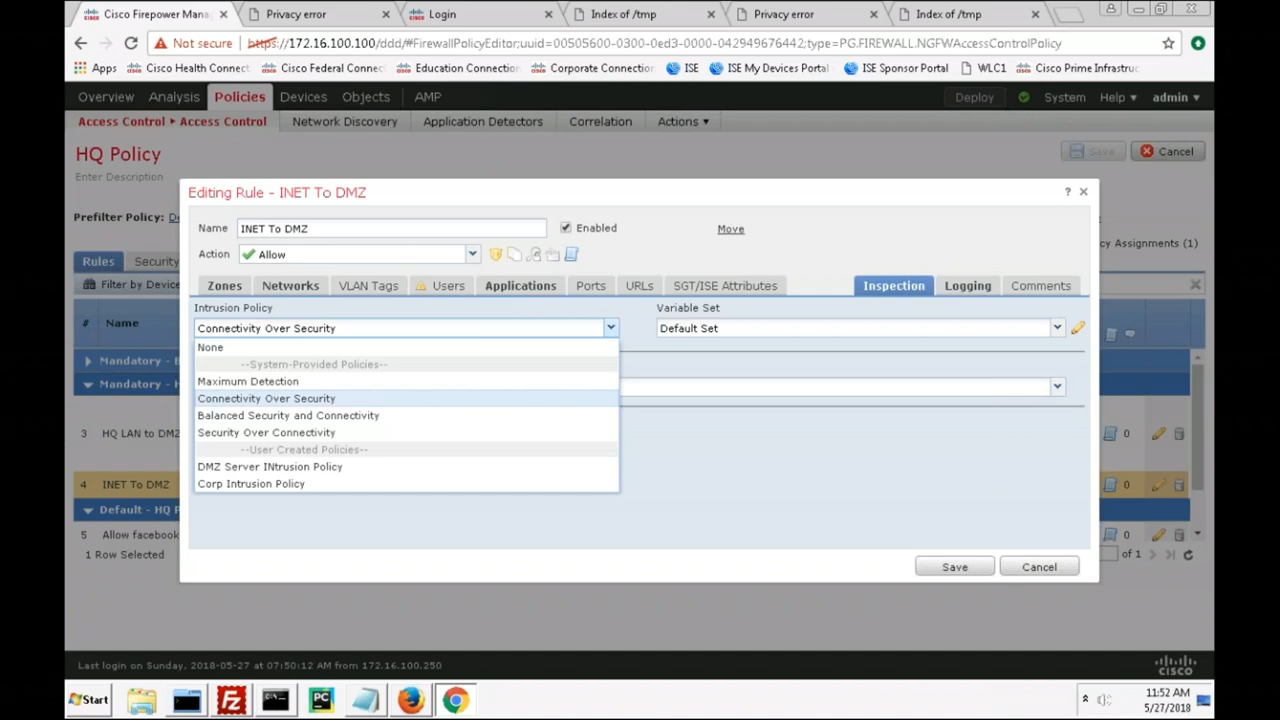 Cisco Firepower Mana
Privacy error
Login
Index of /tmp
Privacy error
Index of /tmp
Not secure https://172.16.100.100/ddd/#FirewallPolicyEditor;uuid=00505600-0300-0ed3-0000-042949676442;type=PG.FIREWALL.NGFWAccessControlPolicy
Apps Cisco Health Connect Cisco Federal Connec Education Connection Corporate Connection ISE ISE My Devices Portal ISE Sponsor Portal WLC1 Cisco Prime Infrastruc
Overview Analysis Policies Devices Objects AMP Deploy System Help admin
Access Control Access Control Network Discovery Application Detectors Correlation Actions
HQ Policy Save Cancel
Enter Description
Editing Rule - INET To DMZ ?
Prefilter Policy: De
Name INET To DMZ Enabled Move
cy Assignments (1)
Action Allow
Rules Security
Filter by Device
Zones Networks VLAN Tags Users Applications Ports URLs SGT/ISE Attributes Inspection Logging Comments
Intrusion Policy Variable Set
# Name
Connectivity Over Security Default Set
None
--System-Provided Policies--
Maximum Detection
Connectivity Over Security
Balanced Security and Connectivity
Security Over Connectivity
--User Created Policies--
DMZ Server INtrusion Policy
Corp Intrusion Policy
Mandatory - E
Mandatory - H
3 HQ LAN to DMZ 0
4 INET To DMZ 0
Default - HQ P
5 Allow facebook 0
1 Row Selected of 1
Save Cancel
Last login on Sunday, 2018-05-27 at 07:50:12 AM from 172.16.100.250
cisco
Start
PC
11:52 AM
5/27/2018